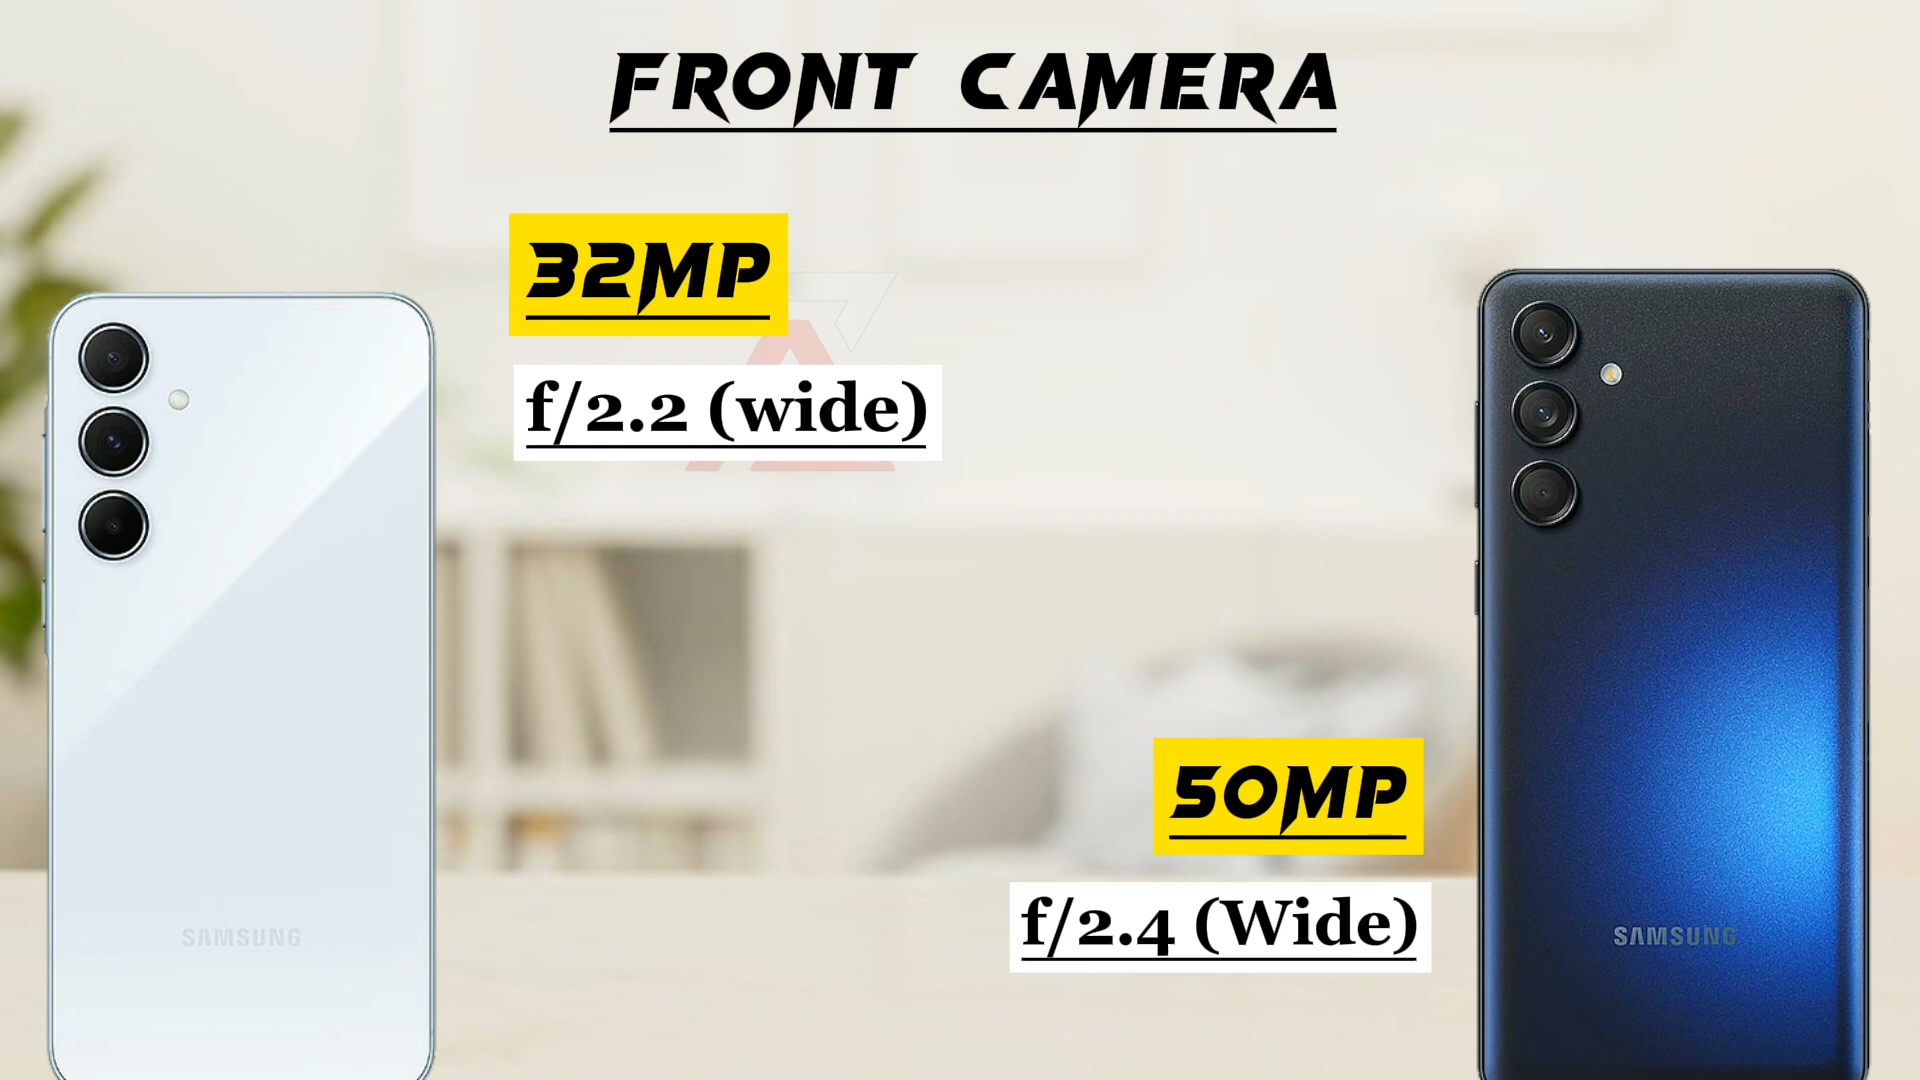 FRONT CAMERA
32MP
f/2.2 (wide)
50MP
f/2.4 (Wide)
SAMSUNG
SAMSUNG